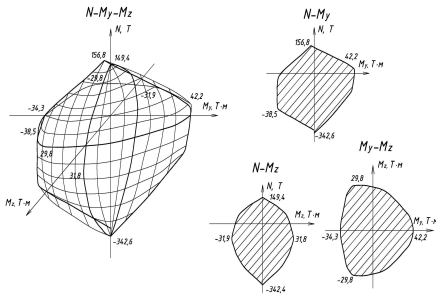 N-My-Mz
N, T
156,8
149,4
-29,8
-31,9
42,2
My, Т·м
-34,3
-38,5
29,8
31,8
Mz, Т·м
-342,6
N-My
N, T
156,8
42,2
My, Т·м
-38,5
-342,6
N-Mz
N, T
149,4
Mz, Т·м
-31,9
31,8
-342,4
My-Mz
Mz, Т·м
29,8
My, Т·м
-34,3
42,2
-29,8